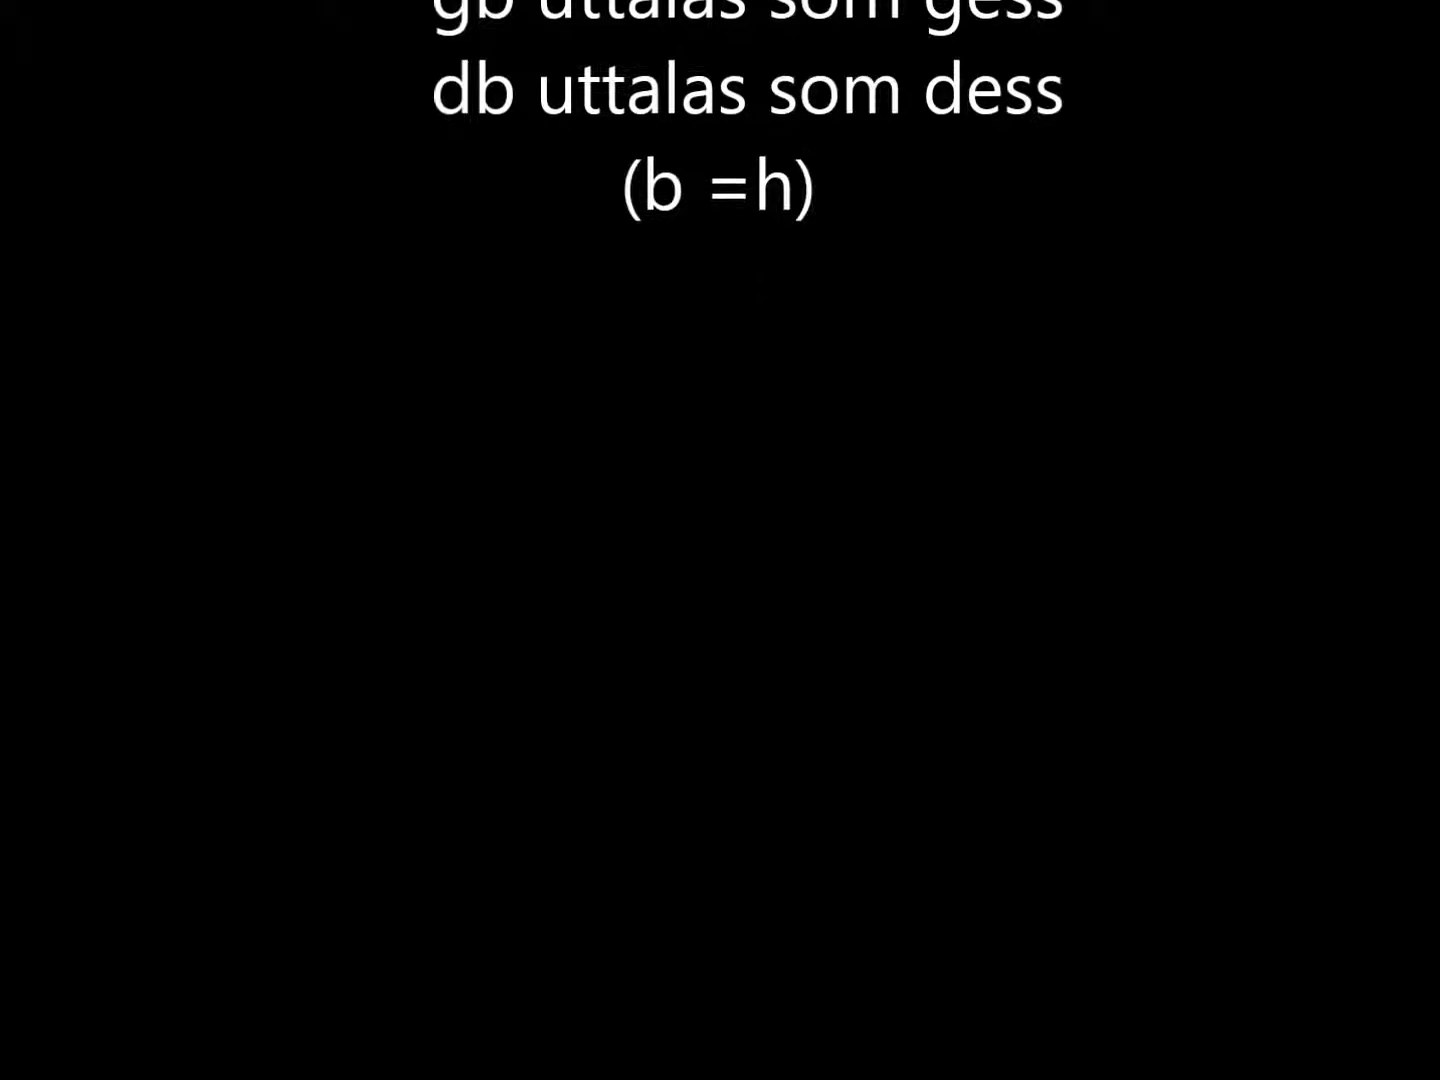 gb uttalas som gess
db uttalas som dess
(b =h)